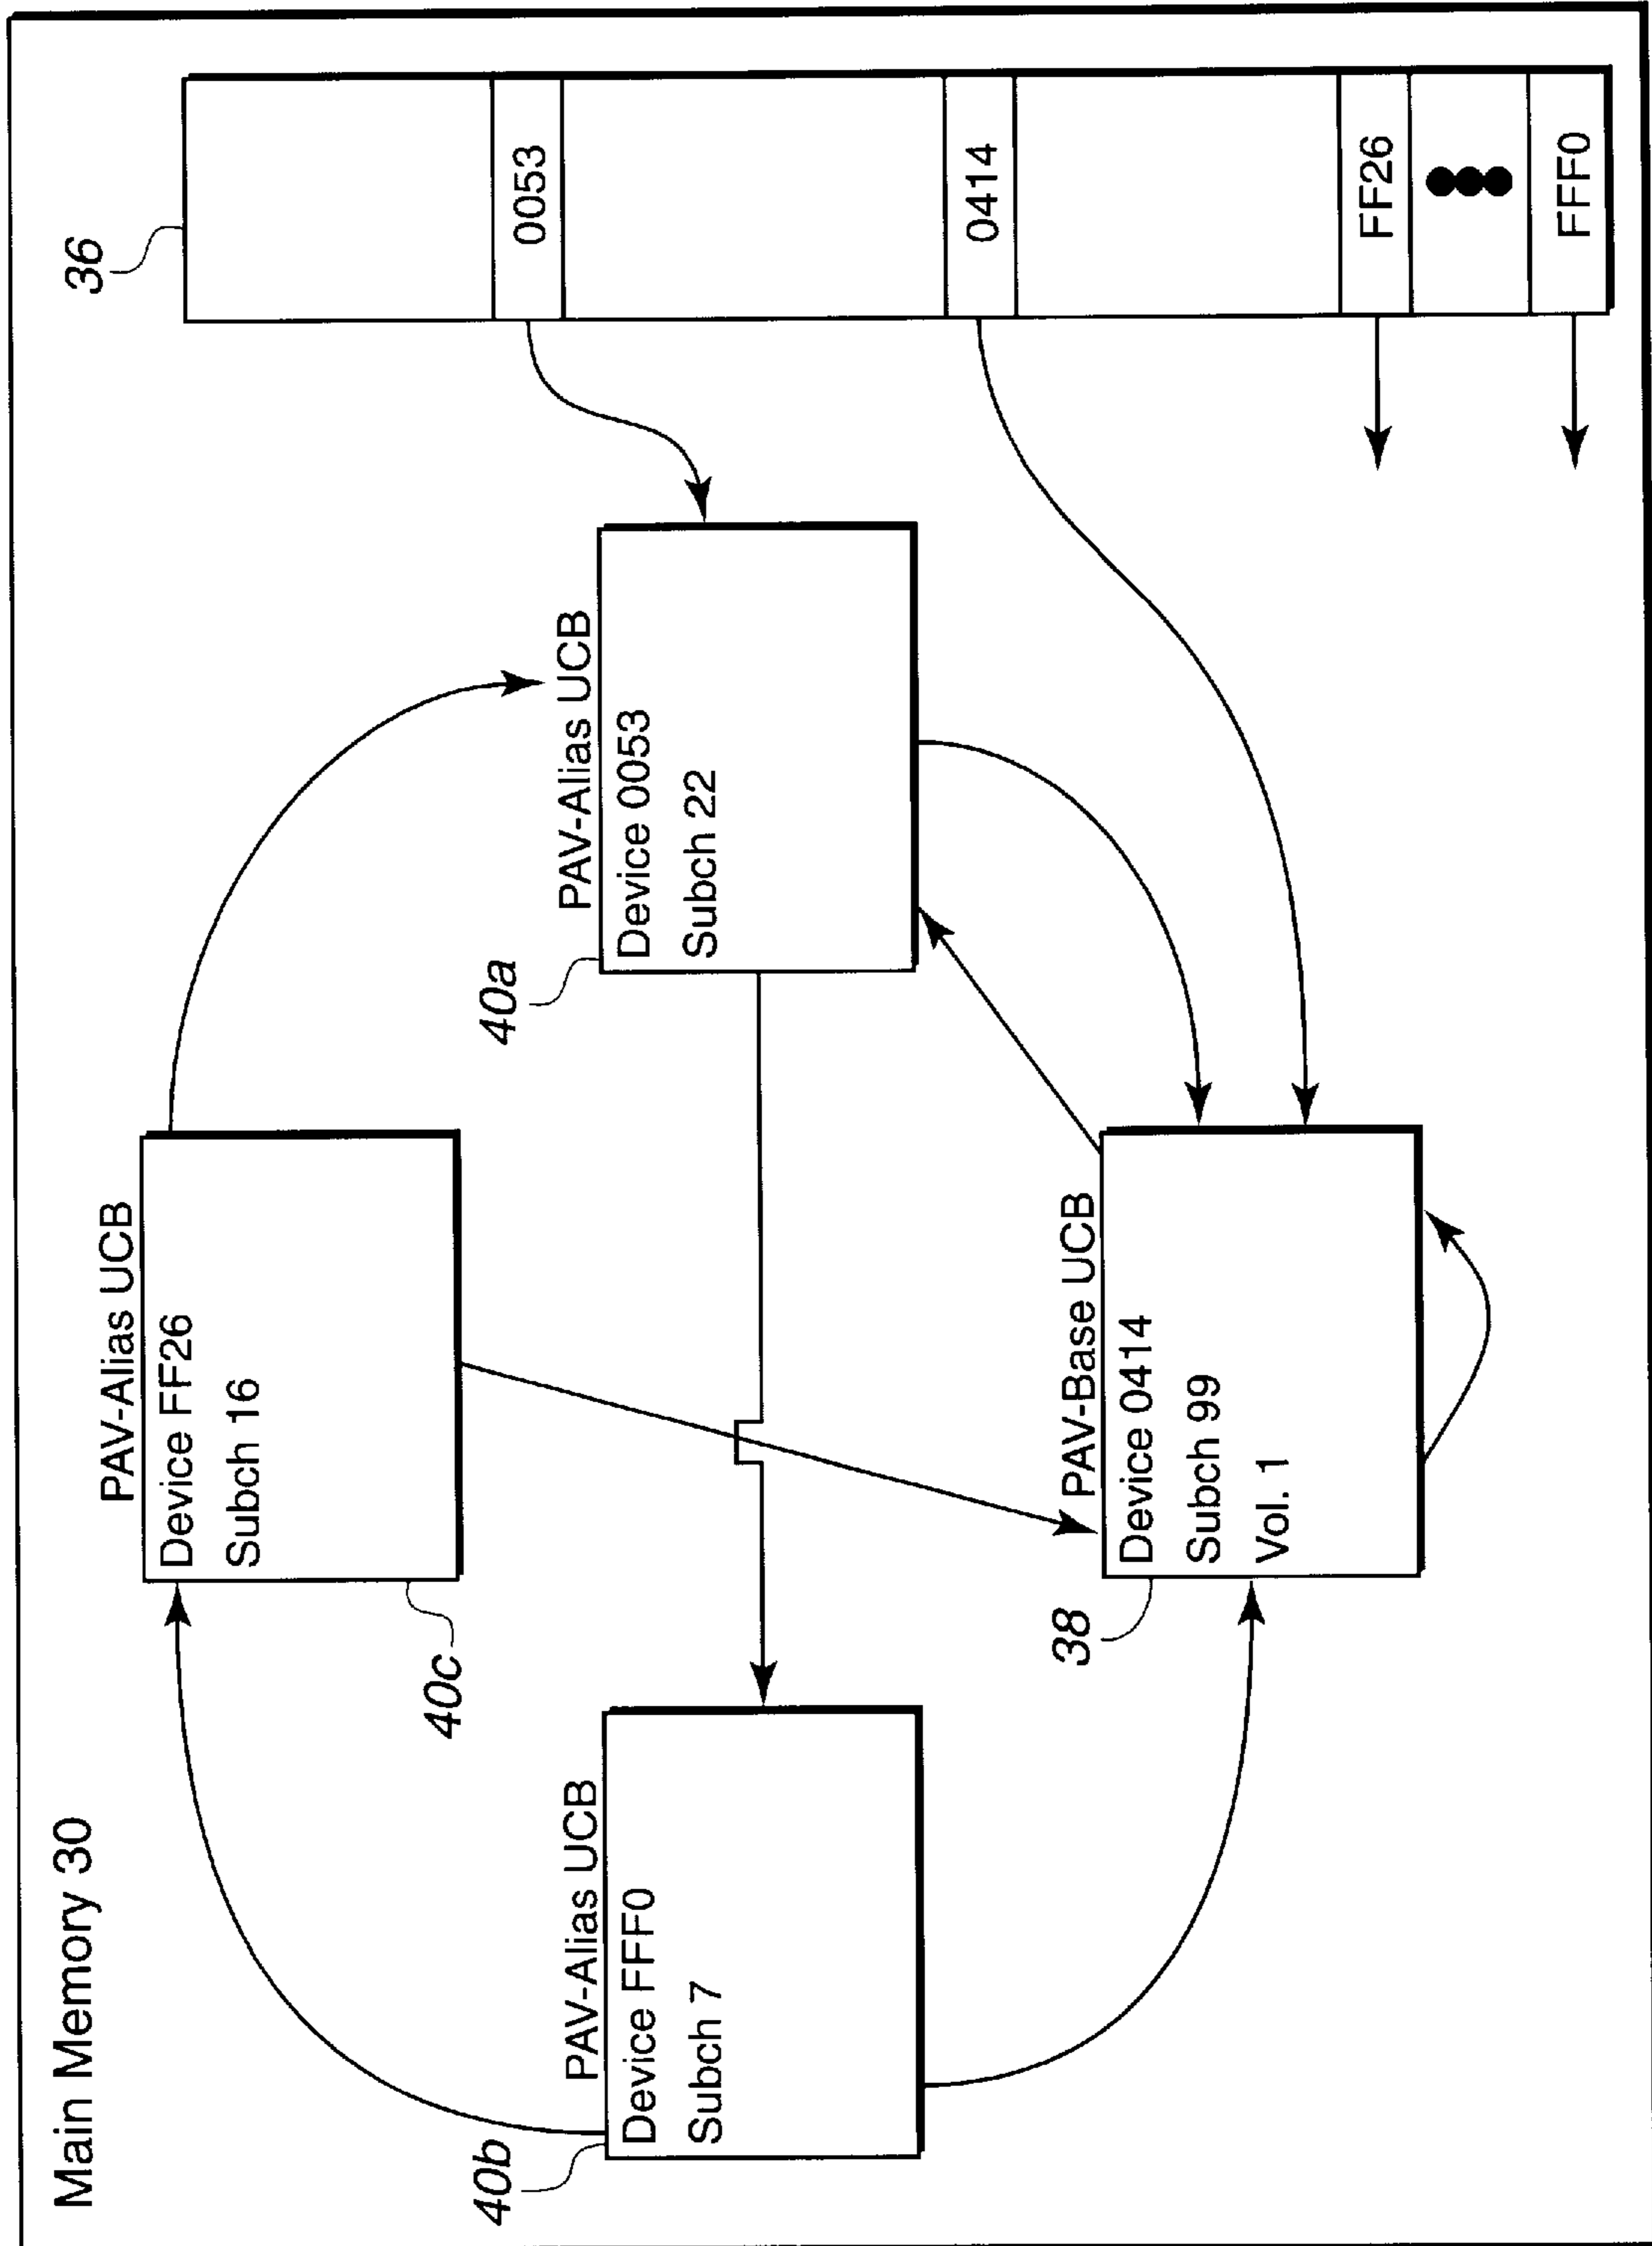 Main Memory 30
PAV-Alias UCB
Device FF26
Subch 16
40c
40b
PAV-Alias UCB
Device FFF0
Subch 7
40a
PAV-Alias UCB
Device 0053
Subch 22
38
PAV-Base UCB
Device 0414
Subch 99
Vol. 1
36
0053
0414
FF26
FFF0